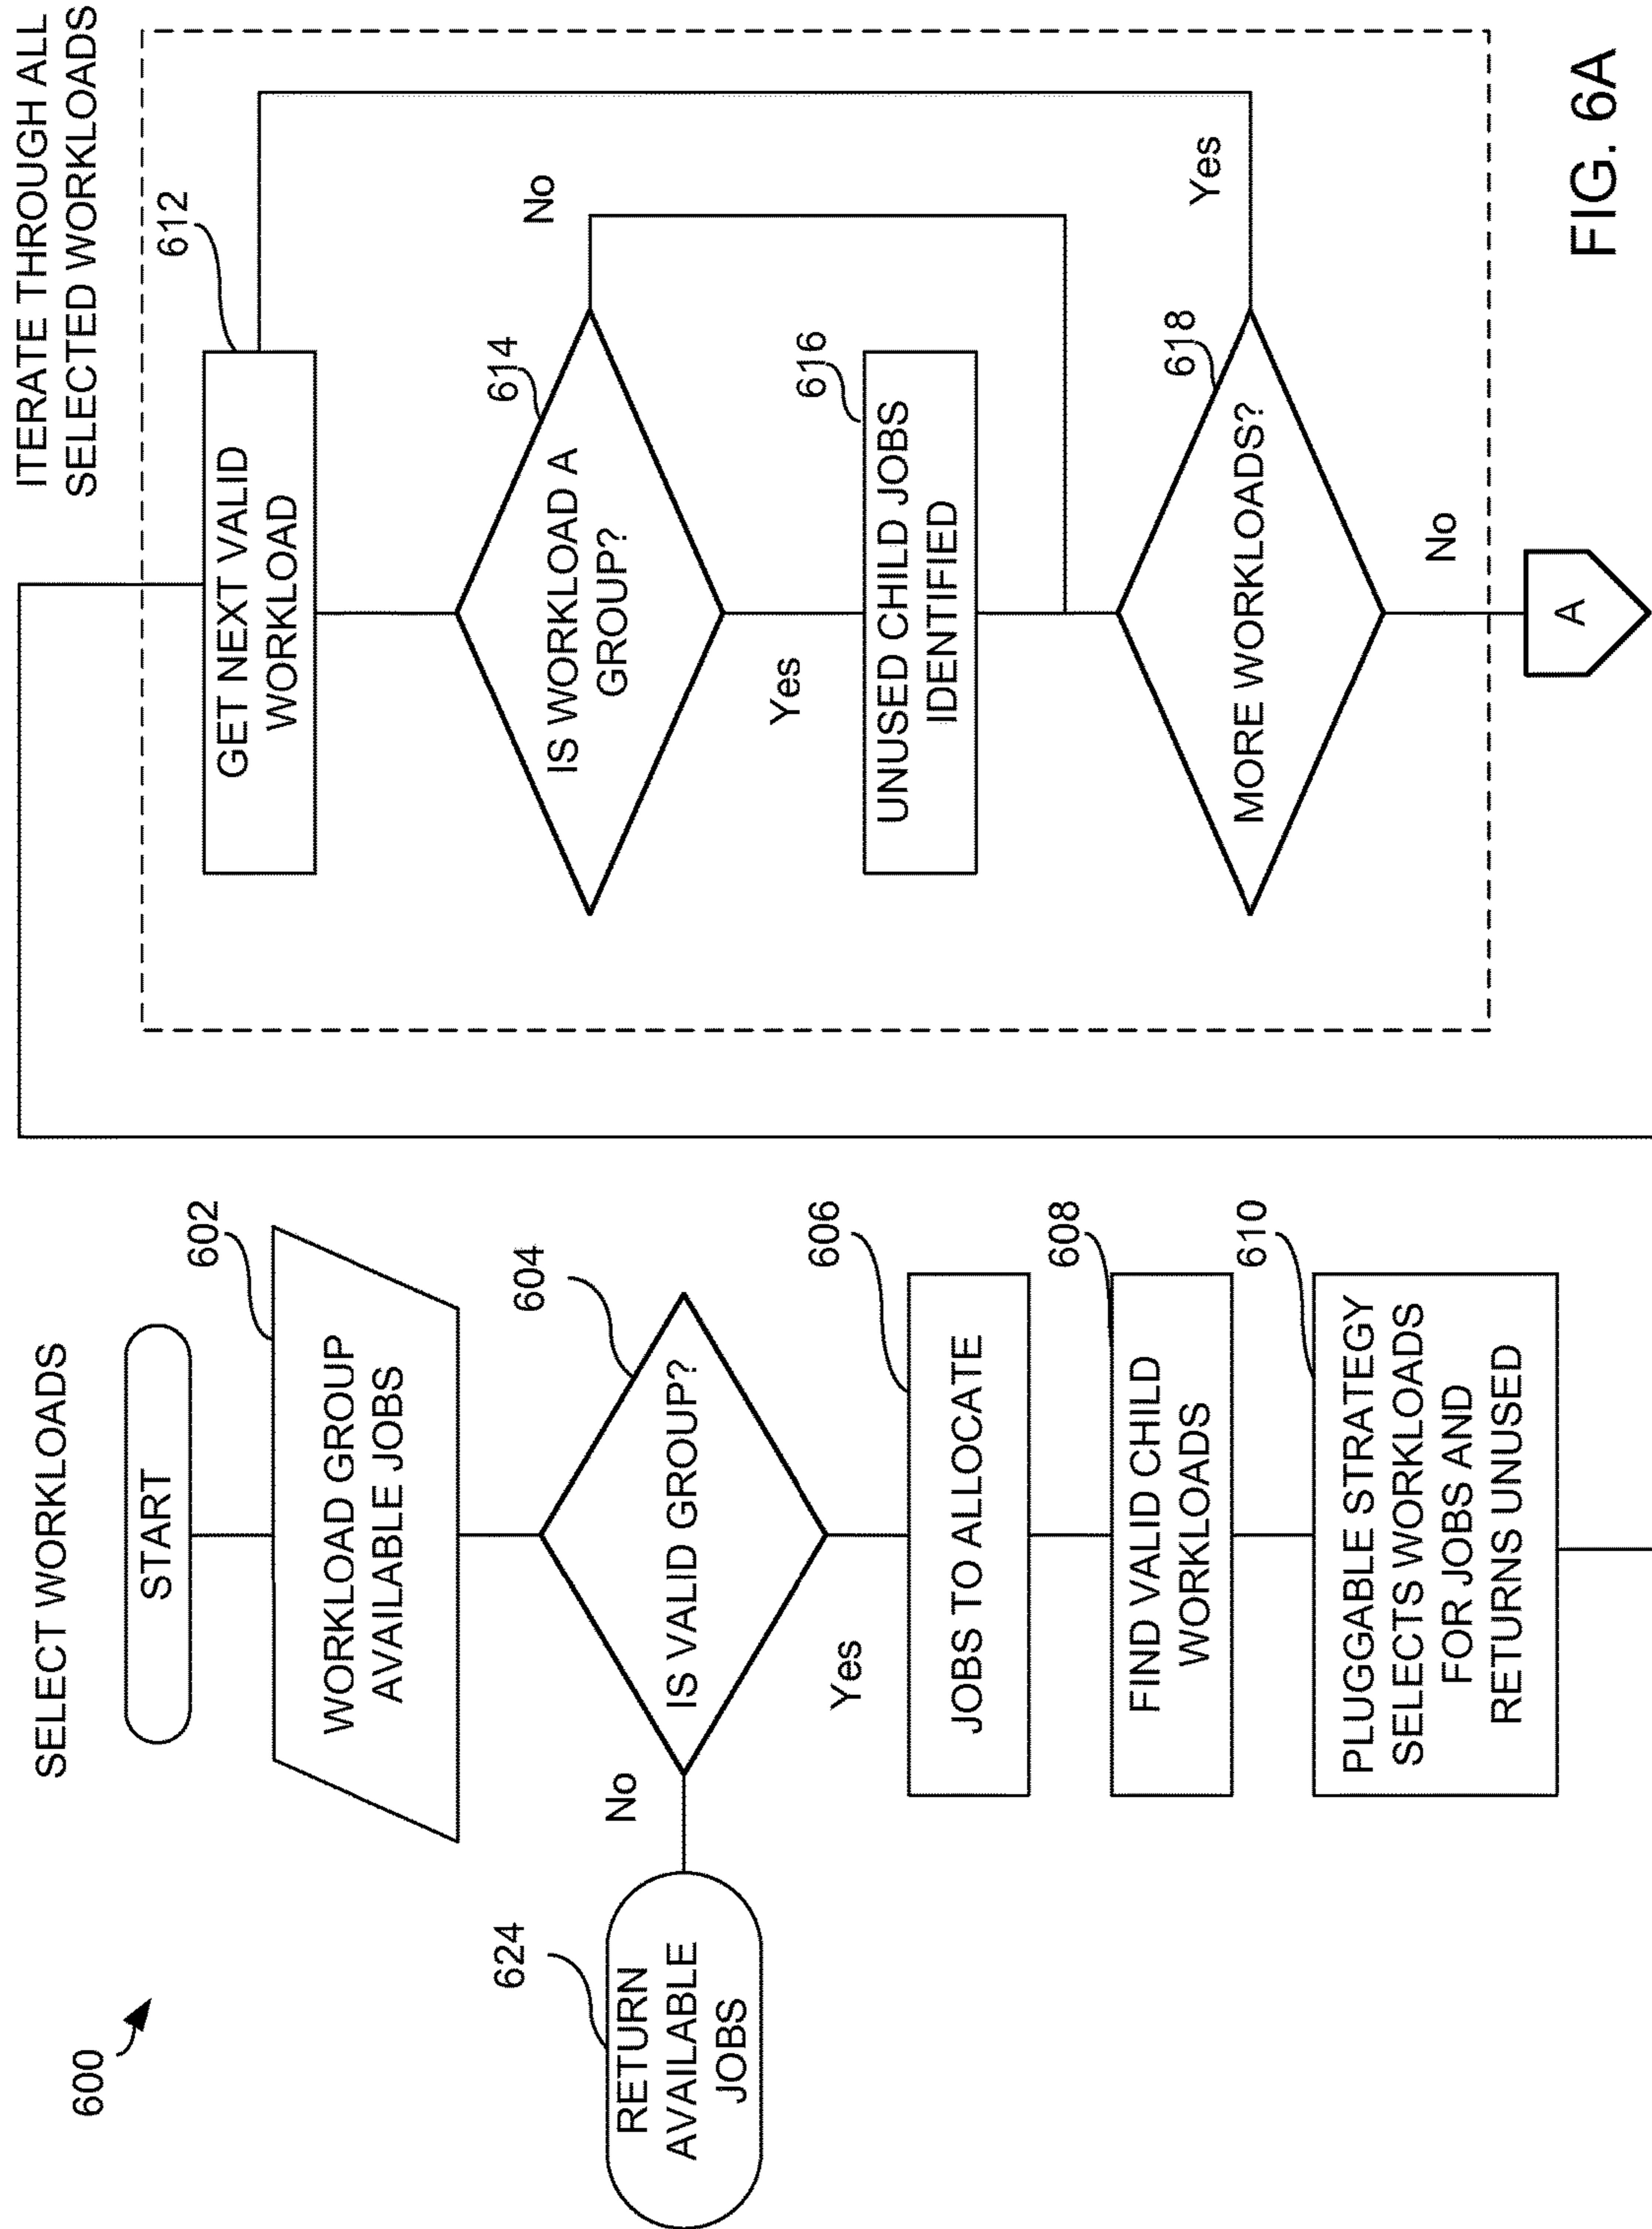 600
SELECT WORKLOADS
START
602
WORKLOAD GROUP
AVAILABLE JOBS
604
IS VALID GROUP?
No
624
RETURN
AVAILABLE
JOBS
Yes
606
JOBS TO ALLOCATE
608
FIND VALID CHILD
WORKLOADS
610
PLUGGABLE STRATEGY
SELECTS WORKLOADS
FOR JOBS AND
RETURNS UNUSED
ITERATE THROUGH ALL
SELECTED WORKLOADS
612
GET NEXT VALID
WORKLOAD
614
IS WORKLOAD A
GROUP?
No
Yes
616
UNUSED CHILD JOBS
IDENTIFIED
618
MORE WORKLOADS?
Yes
No
A
FIG. 6A